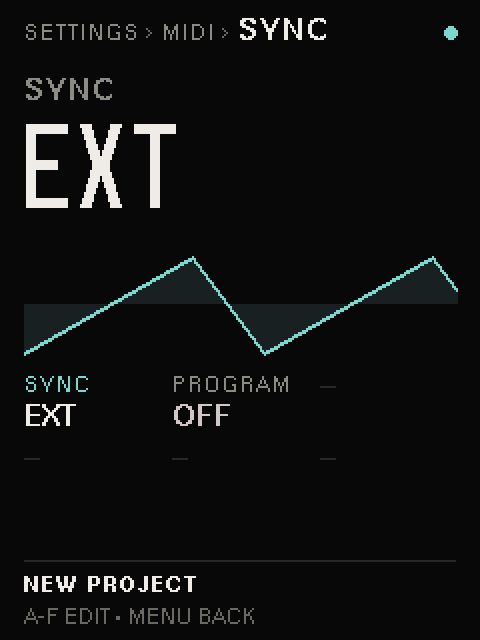 SETTINGS › MIDI › SYNC
SYNC
EXT
SYNC PROGRAM —
EXT OFF
— — —
NEW PROJECT
A-F EDIT · MENU BACK